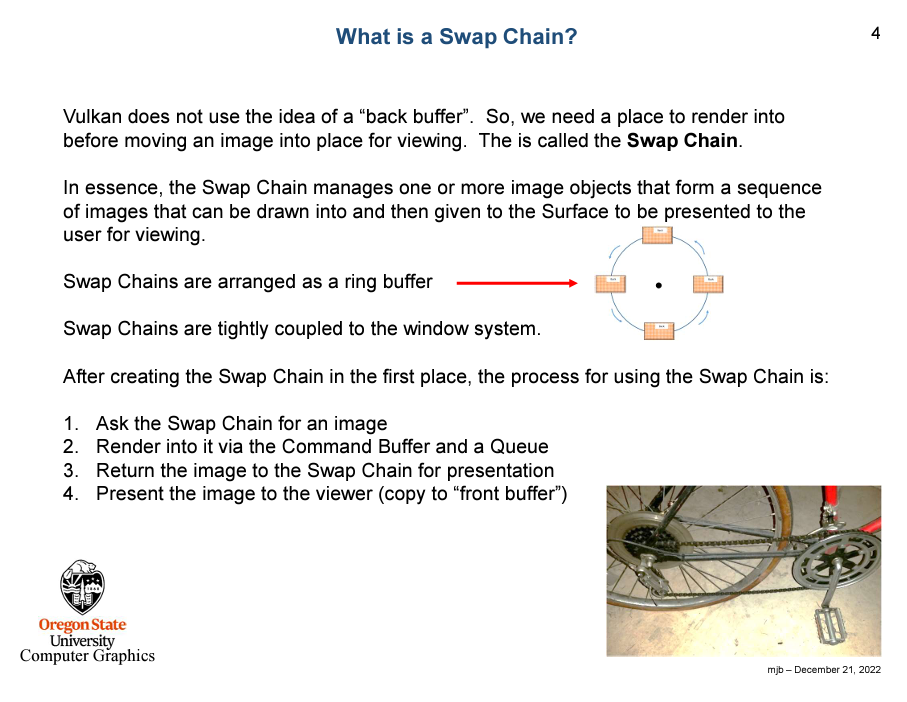 What is a Swap Chain?
4
Vulkan does not use the idea of a “back buffer”.  So, we need a place to render into
before moving an image into place for viewing.  The is called the Swap Chain.
In essence, the Swap Chain manages one or more image objects that form a sequence
of images that can be drawn into and then given to the Surface to be presented to the
user for viewing.
Swap Chains are arranged as a ring buffer
Swap Chains are tightly coupled to the window system.
After creating the Swap Chain in the first place, the process for using the Swap Chain is:
1. Ask the Swap Chain for an image
2. Render into it via the Command Buffer and a Queue
3. Return the image to the Swap Chain for presentation
4. Present the image to the viewer (copy to “front buffer”)
Oregon State
University
Computer Graphics
mjb – December 21, 2022